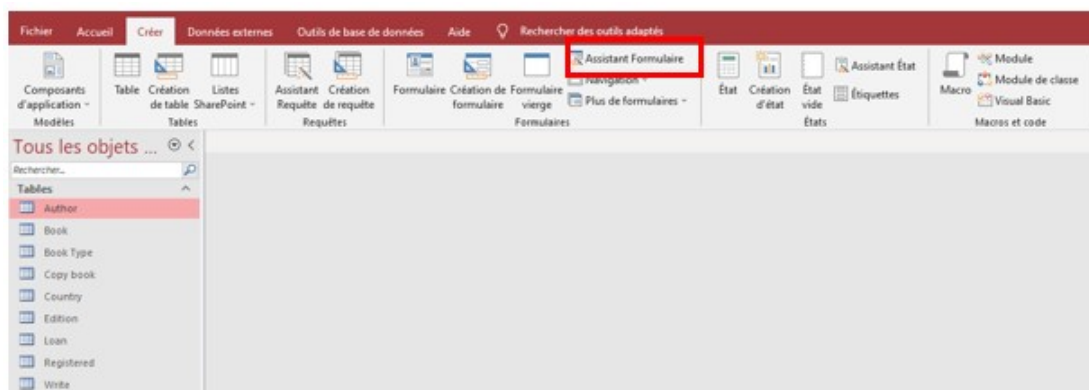 Fichier Accueil Créer Données externes Outils de base de données Aide Rechercher des outils adaptés
Composants d'application
Modèles
Table
Création de table
Listes SharePoint
Tables
Assistant Requête
Création de requête
Requêtes
Formulaire
Création de formulaire
Formulaire vierge
Assistant Formulaire
Navigation
Plus de formulaires
Formulaires
État
Création d'état
État vide
Assistant État
Étiquettes
États
Macro
Module
Module de classe
Visual Basic
Macros et code
Tous les objets ...
Rechercher...
Tables
Author
Book
Book Type
Copy book
Country
Edition
Loan
Registered
Write